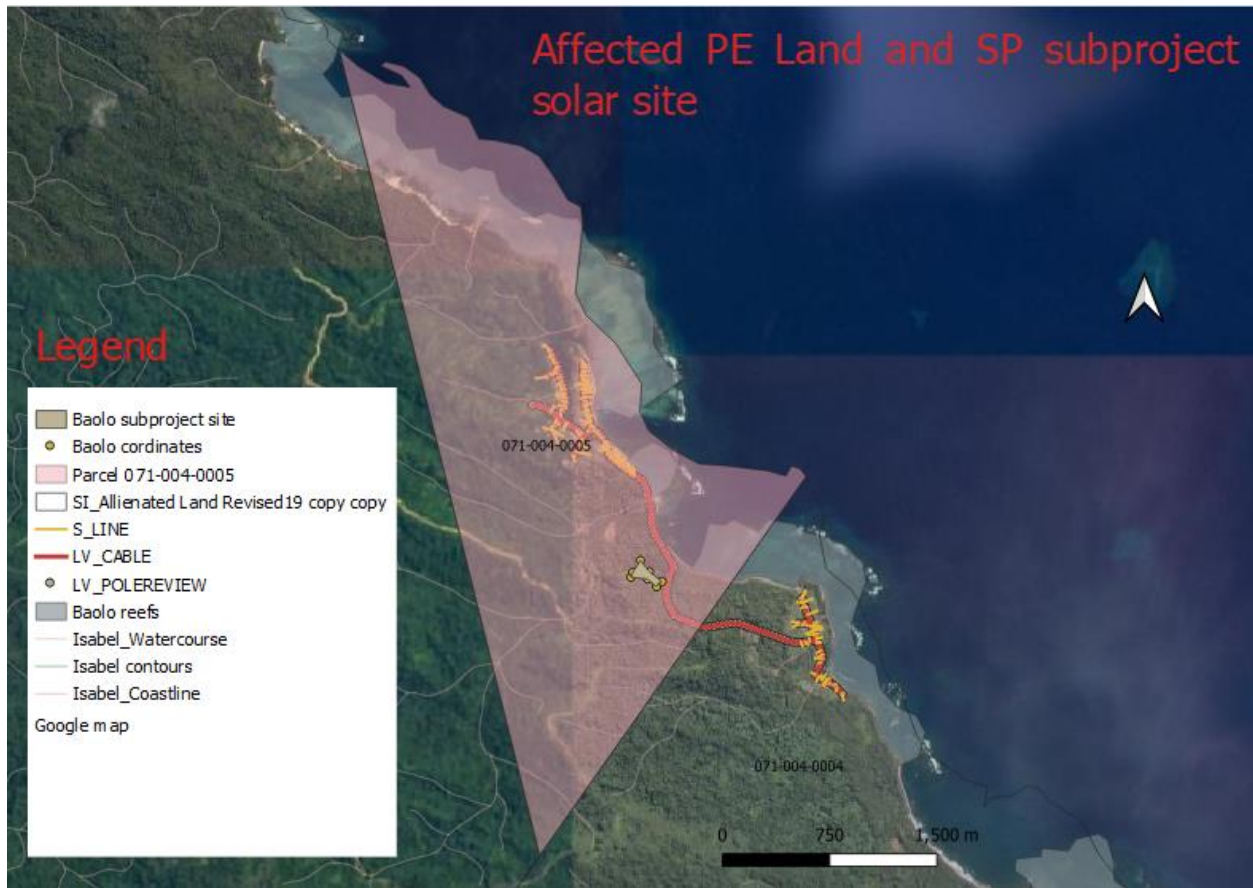 Affected PE Land and SP subproject
solar site
Legend
Baolo subproject site
Baolo cordinates
Parcel 071-004-0005
SI_Allienated Land Revised19 copy copy
S_LINE
LV_CABLE
LV_POLEREVIEW
Baolo reefs
Isabel_Watercourse
Isabel contours
Isabel_Coastline
Google map
071-004-0005
071-004-0004
0 750 1,500 m